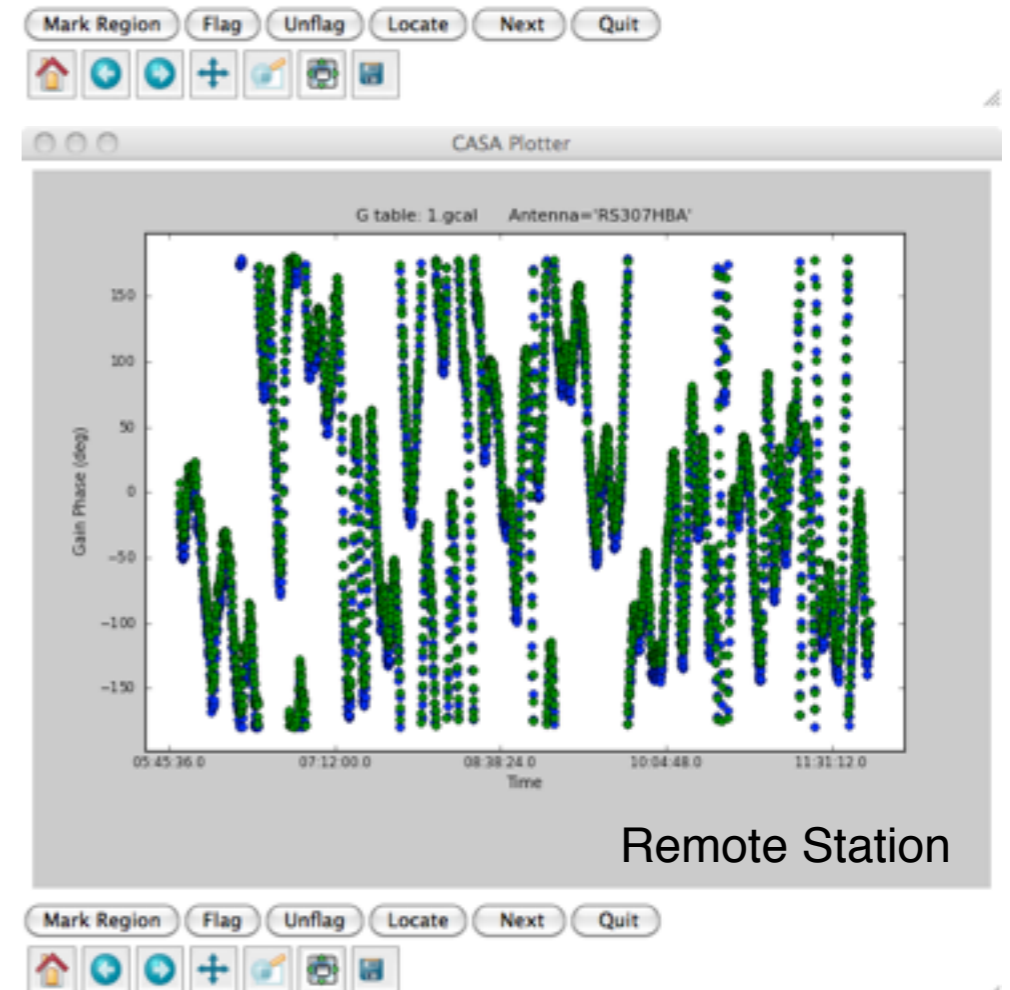 Mark Region Flag Unflag Locate Next Quit
CASA Plotter
G table: 1.gcal Antenna='RS307HBA'
150
100
50
0
−50
−100
−150
Gain Phase (deg)
05:45:36.0 07:12:00.0 08:38:24.0 10:04:48.0 11:31:12.0
Time
Remote Station
Mark Region Flag Unflag Locate Next Quit